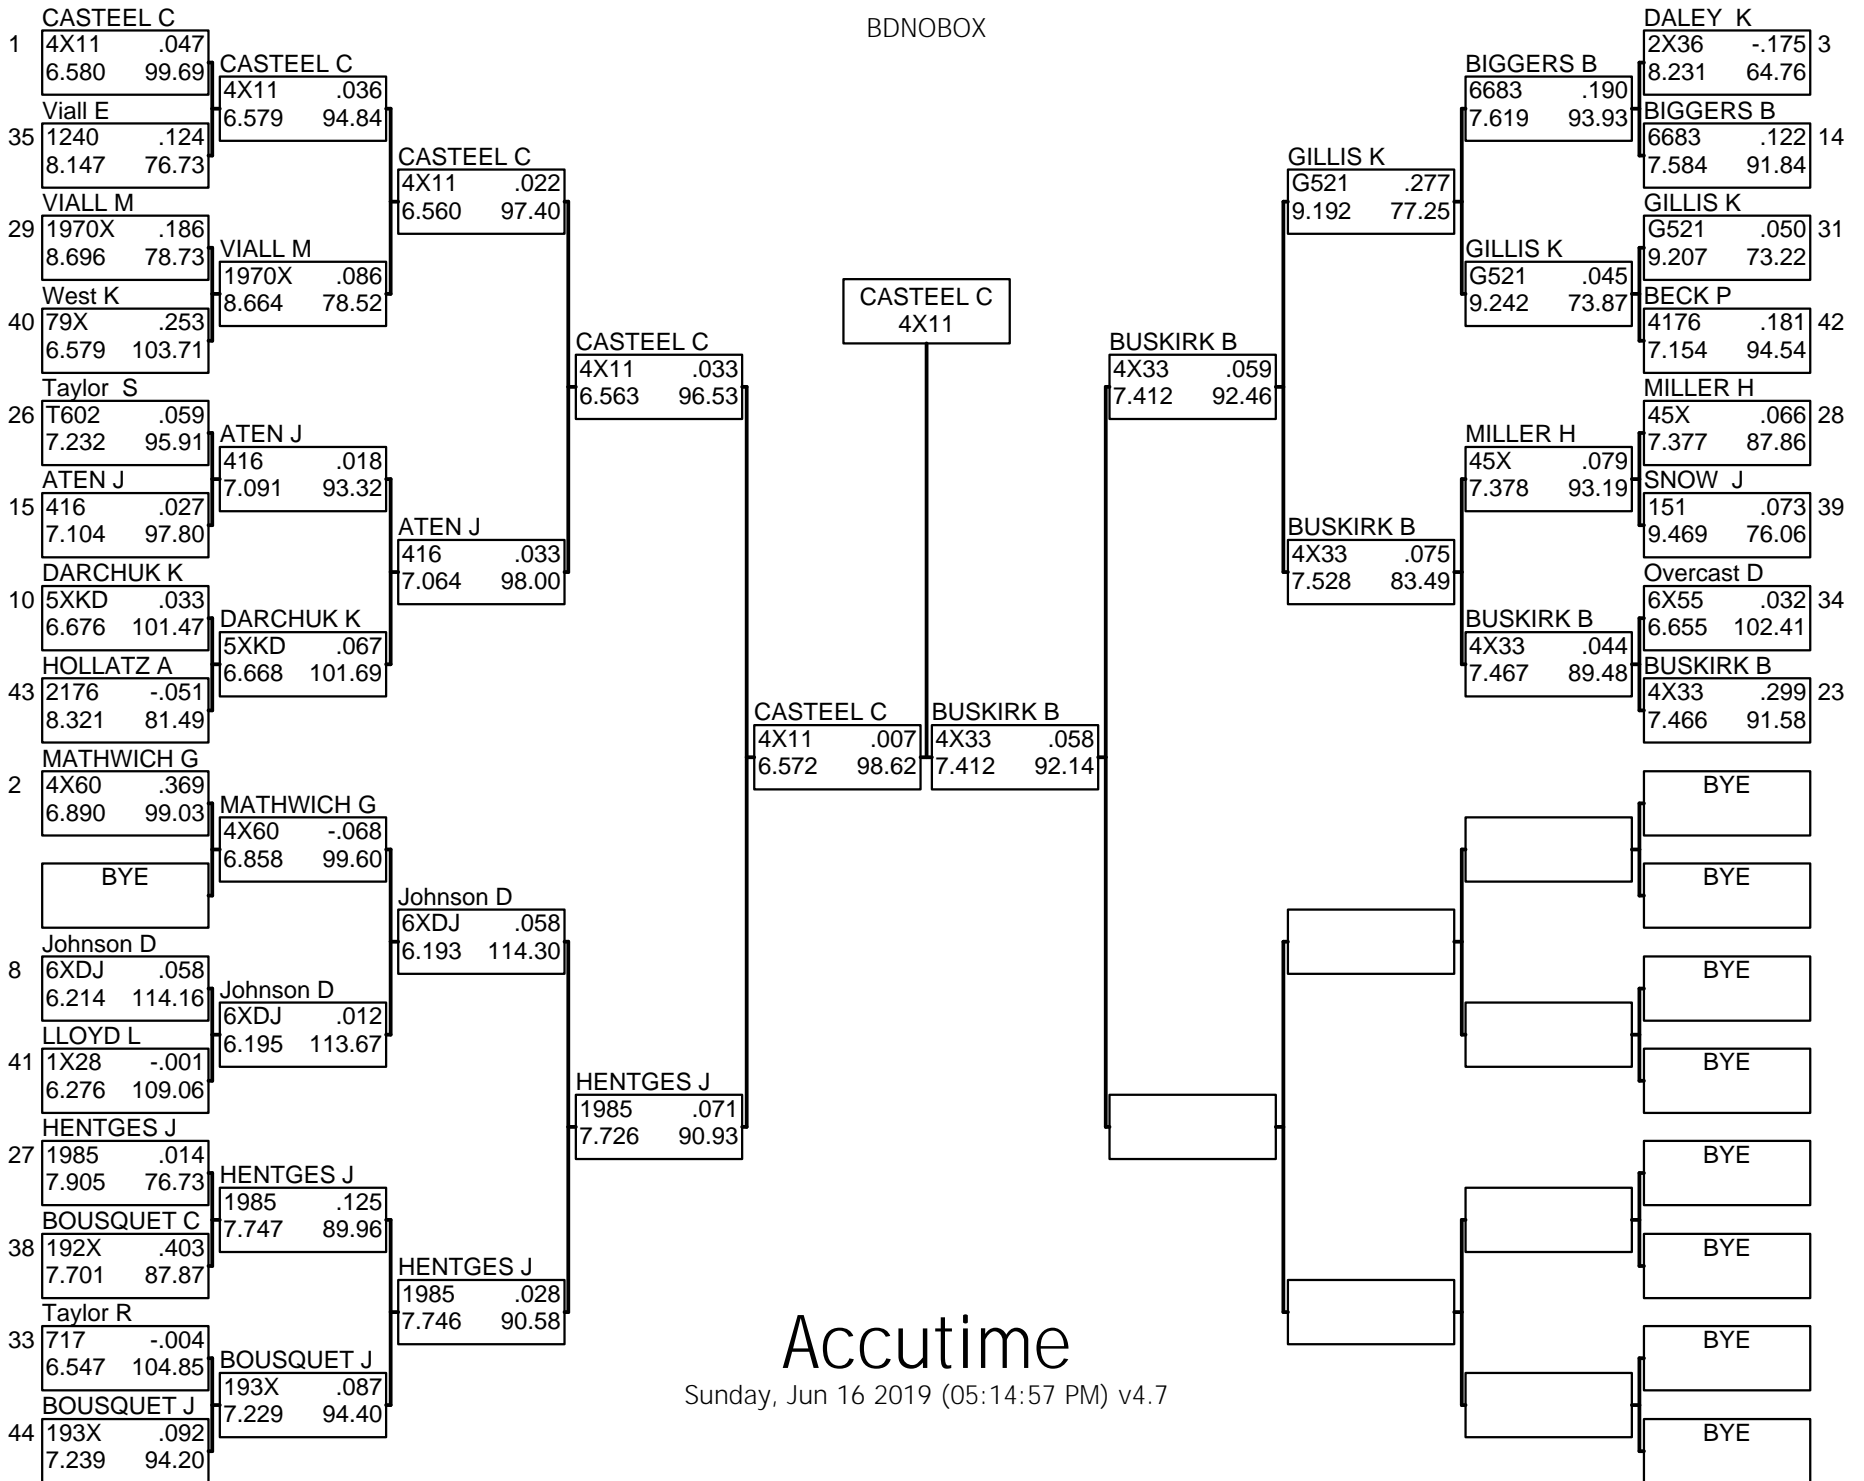 BDNOBOX
CASTEEL C
1 4X11 .047
6.580 99.69
Viall E
35 1240 .124
8.147 76.73
VIALL M
29 1970X .186
8.696 78.73
West K
40 79X .253
6.579 103.71
Taylor S
26 T602 .059
7.232 95.91
ATEN J
15 416 .027
7.104 97.80
DARCHUK K
10 5XKD .033
6.676 101.47
HOLLATZ A
43 2176 -.051
8.321 81.49
MATHWICH G
2 4X60 .369
6.890 99.03
BYE
Johnson D
8 6XDJ .058
6.214 114.16
LLOYD L
41 1X28 -.001
6.276 109.06
HENTGES J
27 1985 .014
7.905 76.73
BOUSQUET C
38 192X .403
7.701 87.87
Taylor R
33 717 -.004
6.547 104.85
BOUSQUET J
44 193X .092
7.239 94.20
CASTEEL C
4X11 .036
6.579 94.84
VIALL M
1970X .086
8.664 78.52
ATEN J
416 .018
7.091 93.32
DARCHUK K
5XKD .067
6.668 101.69
MATHWICH G
4X60 -.068
6.858 99.60
Johnson D
6XDJ .012
6.195 113.67
HENTGES J
1985 .125
7.747 89.96
BOUSQUET J
193X .087
7.229 94.40
CASTEEL C
4X11 .022
6.560 97.40
ATEN J
416 .033
7.064 98.00
Johnson D
6XDJ .058
6.193 114.30
HENTGES J
1985 .028
7.746 90.58
CASTEEL C
4X11 .033
6.563 96.53
HENTGES J
1985 .071
7.726 90.93
CASTEEL C
4X11 .007
6.572 98.62
CASTEEL C
4X11
BUSKIRK B
4X33 .058
7.412 92.14
BUSKIRK B
4X33 .059
7.412 92.46
GILLIS K
G521 .277
9.192 77.25
BUSKIRK B
4X33 .075
7.528 83.49
BIGGERS B
6683 .190
7.619 93.93
GILLIS K
G521 .045
9.242 73.87
MILLER H
45X .079
7.378 93.19
BUSKIRK B
4X33 .044
7.467 89.48
DALEY K
2X36 -.175 3
8.231 64.76
BIGGERS B
6683 .122 14
7.584 91.84
GILLIS K
G521 .050 31
9.207 73.22
BECK P
4176 .181 42
7.154 94.54
MILLER H
45X .066 28
7.377 87.86
SNOW J
151 .073 39
9.469 76.06
Overcast D
6X55 .032 34
6.655 102.41
BUSKIRK B
4X33 .299 23
7.466 91.58
BYE
BYE
BYE
BYE
BYE
BYE
BYE
BYE
Accutime
Sunday, Jun 16 2019 (05:14:57 PM) v4.7